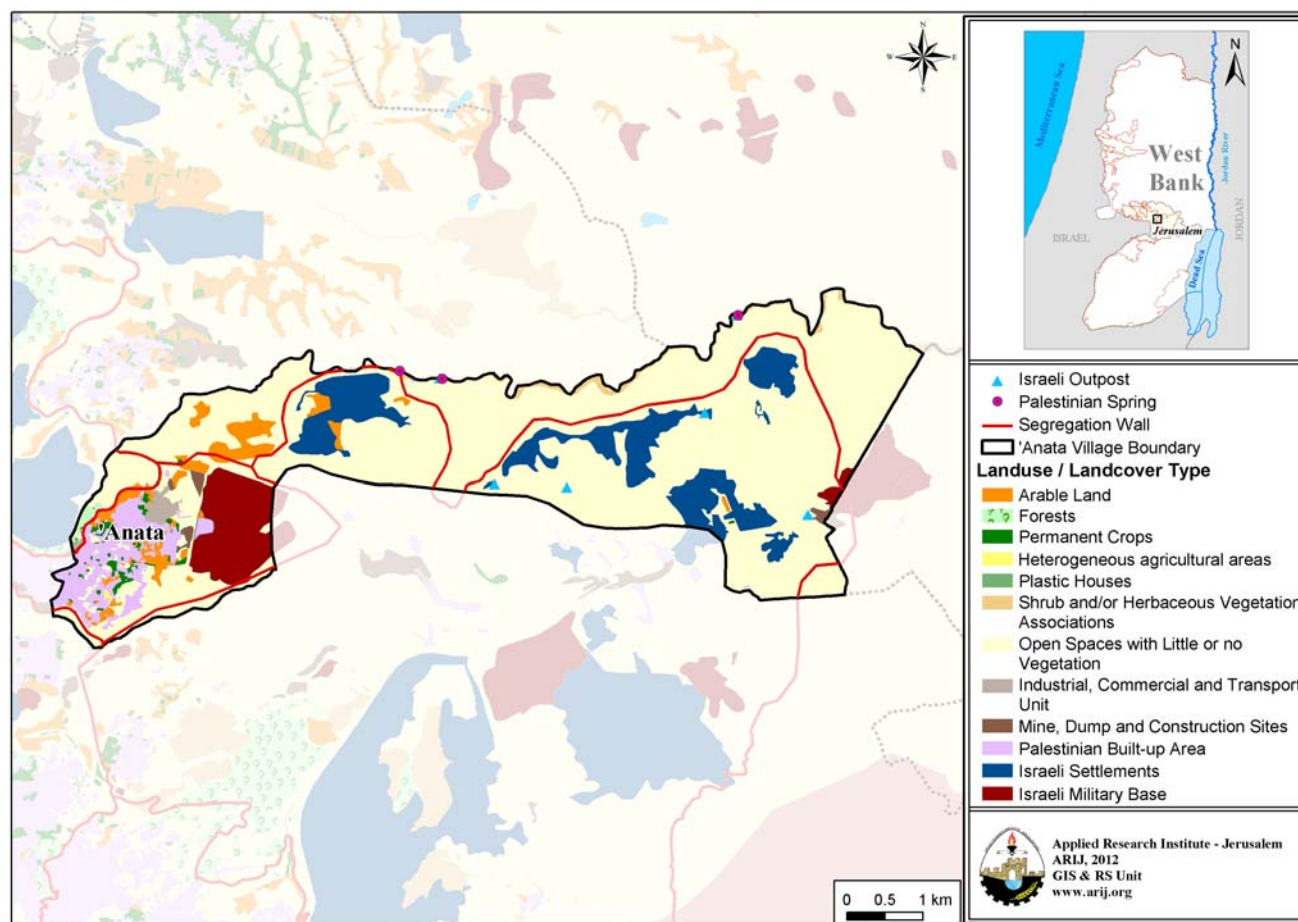 N
W
E
S
'Anata
0 0.5 1 km
N
Mediterranean Sea
West
Bank
Jordan River
JORDAN
ISRAEL
Jerusalem
Dead Sea
Israeli Outpost
Palestinian Spring
Segregation Wall
'Anata Village Boundary
Landuse / Landcover Type
Arable Land
Forests
Permanent Crops
Heterogeneous agricultural areas
Plastic Houses
Shrub and/or Herbaceous Vegetation
Associations
Open Spaces with Little or no
Vegetation
Industrial, Commercial and Transport
Unit
Mine, Dump and Construction Sites
Palestinian Built-up Area
Israeli Settlements
Israeli Military Base
Applied Research Institute - Jerusalem
ARIJ, 2012
GIS & RS Unit
www.arij.org